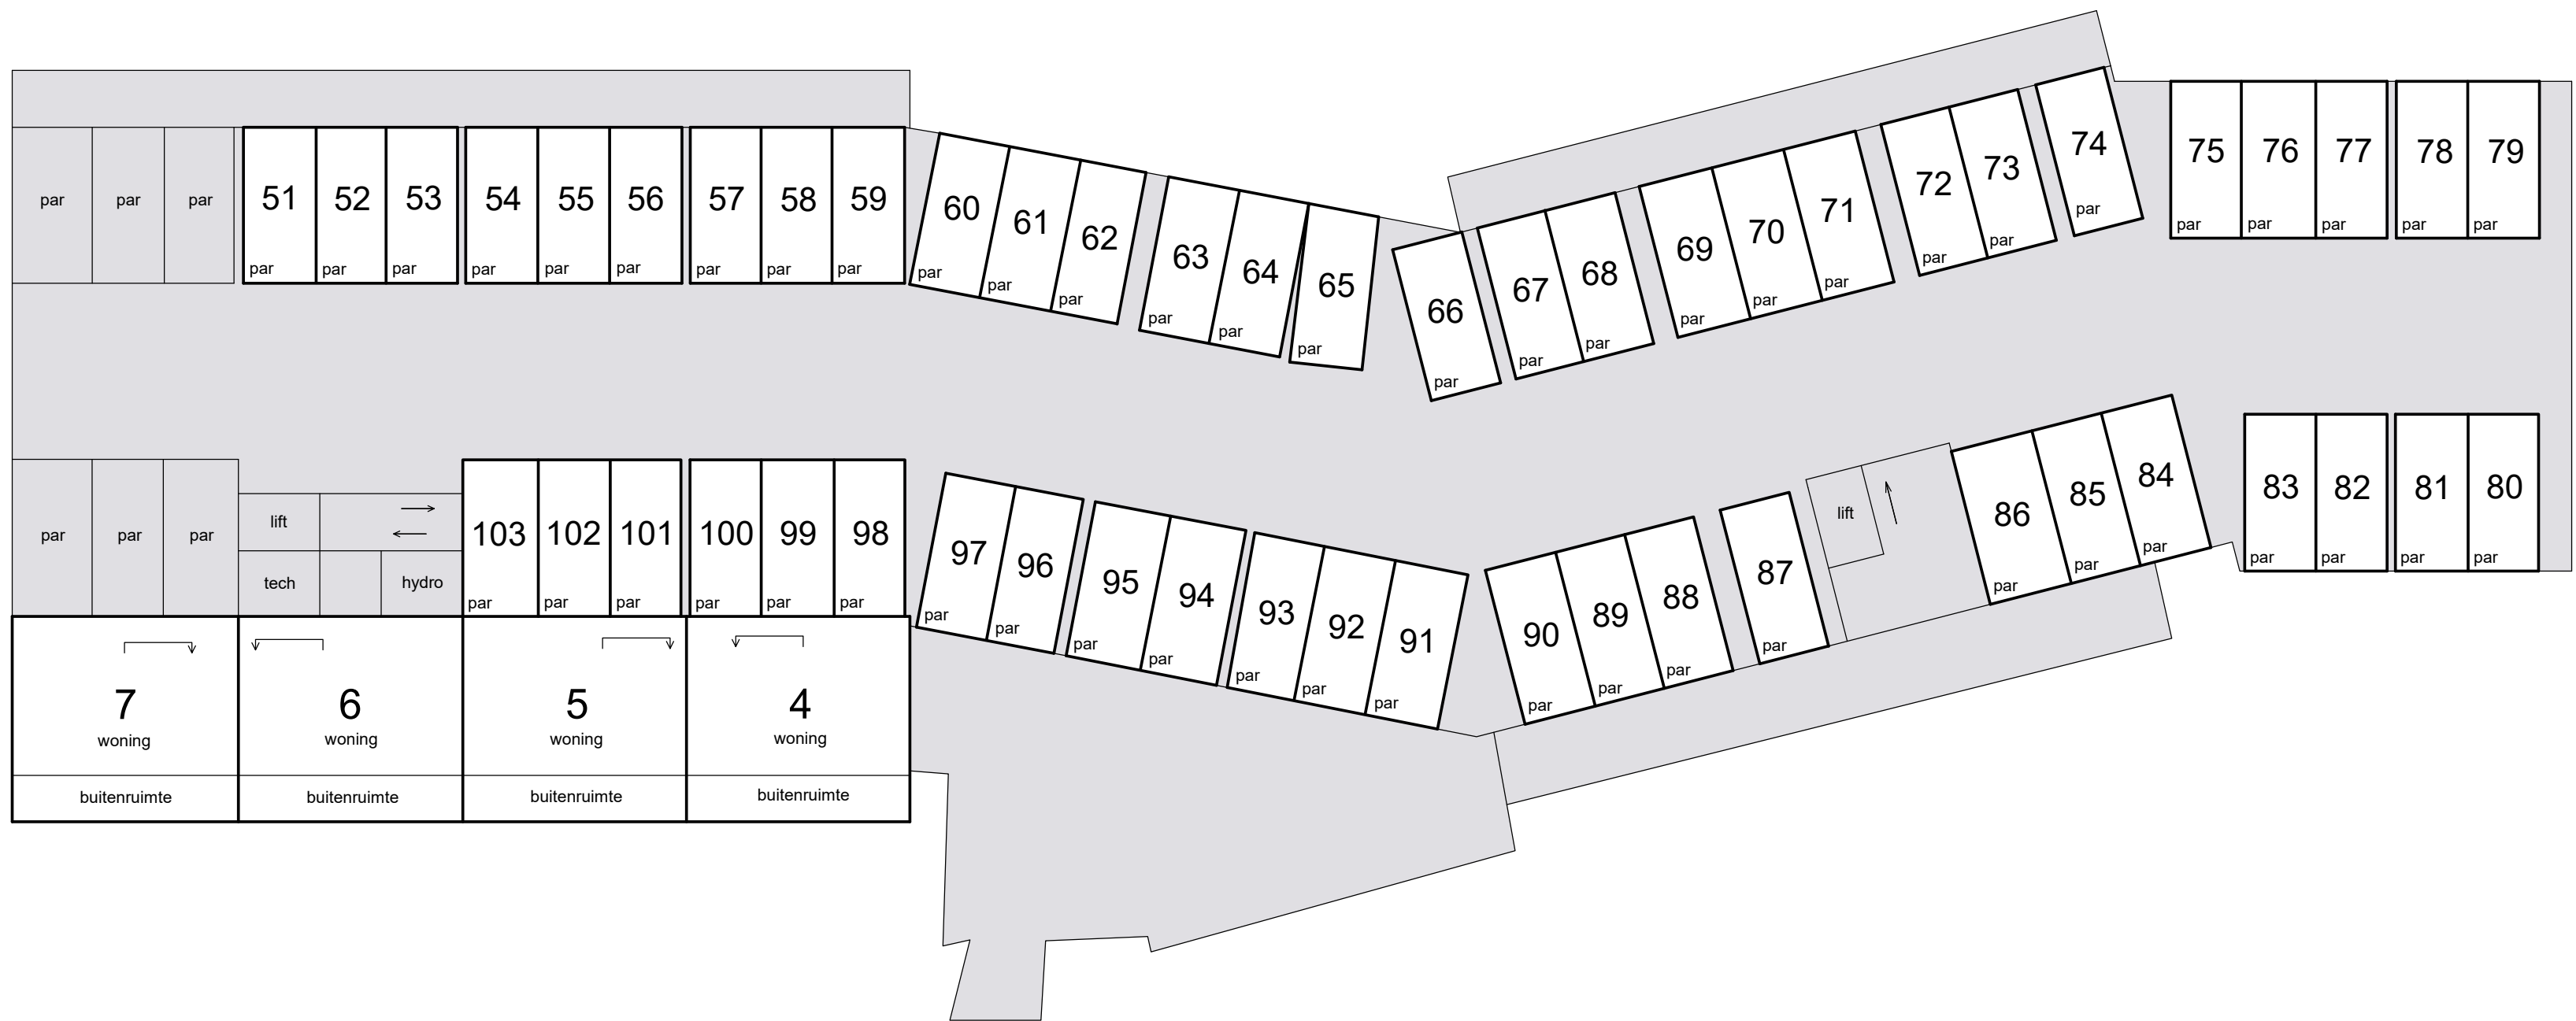 par par par 51 52 53 54 55 56 57 58 59
par par par par par par par par par
60 61 62 63 64 65
par par par par par par
66 67 68 69 70 71 72 73 74
par par par par par par par par par
75 76 77 78 79
par par par par par
par par par
lift
tech hydro
103 102 101 100 99 98
par par par par par par
97 96 95 94 93 92 91
par par par par par par par
90 89 88 87
par par par par
lift
86 85 84
par par par
83 82 81 80
par par par par
7 6 5 4
woning woning woning woning
buitenruimte buitenruimte buitenruimte buitenruimte